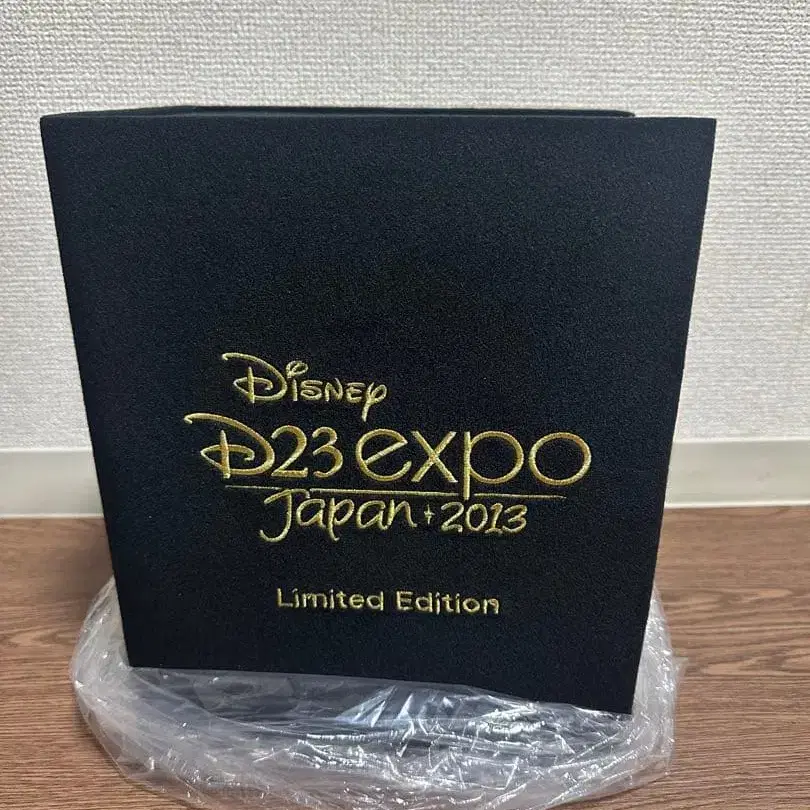 Disney
D23 expo
Japan + 2013
Limited Edition